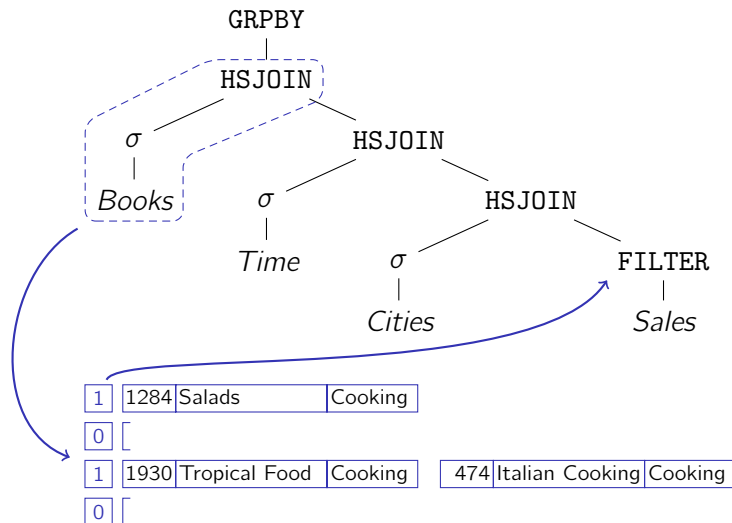 GRPBY
HSJOIN
σ HSJOIN
Books σ HSJOIN
Time σ FILTER
Cities Sales
1 1284 Salads Cooking
0
1 1930 Tropical Food Cooking 474 Italian Cooking Cooking
0